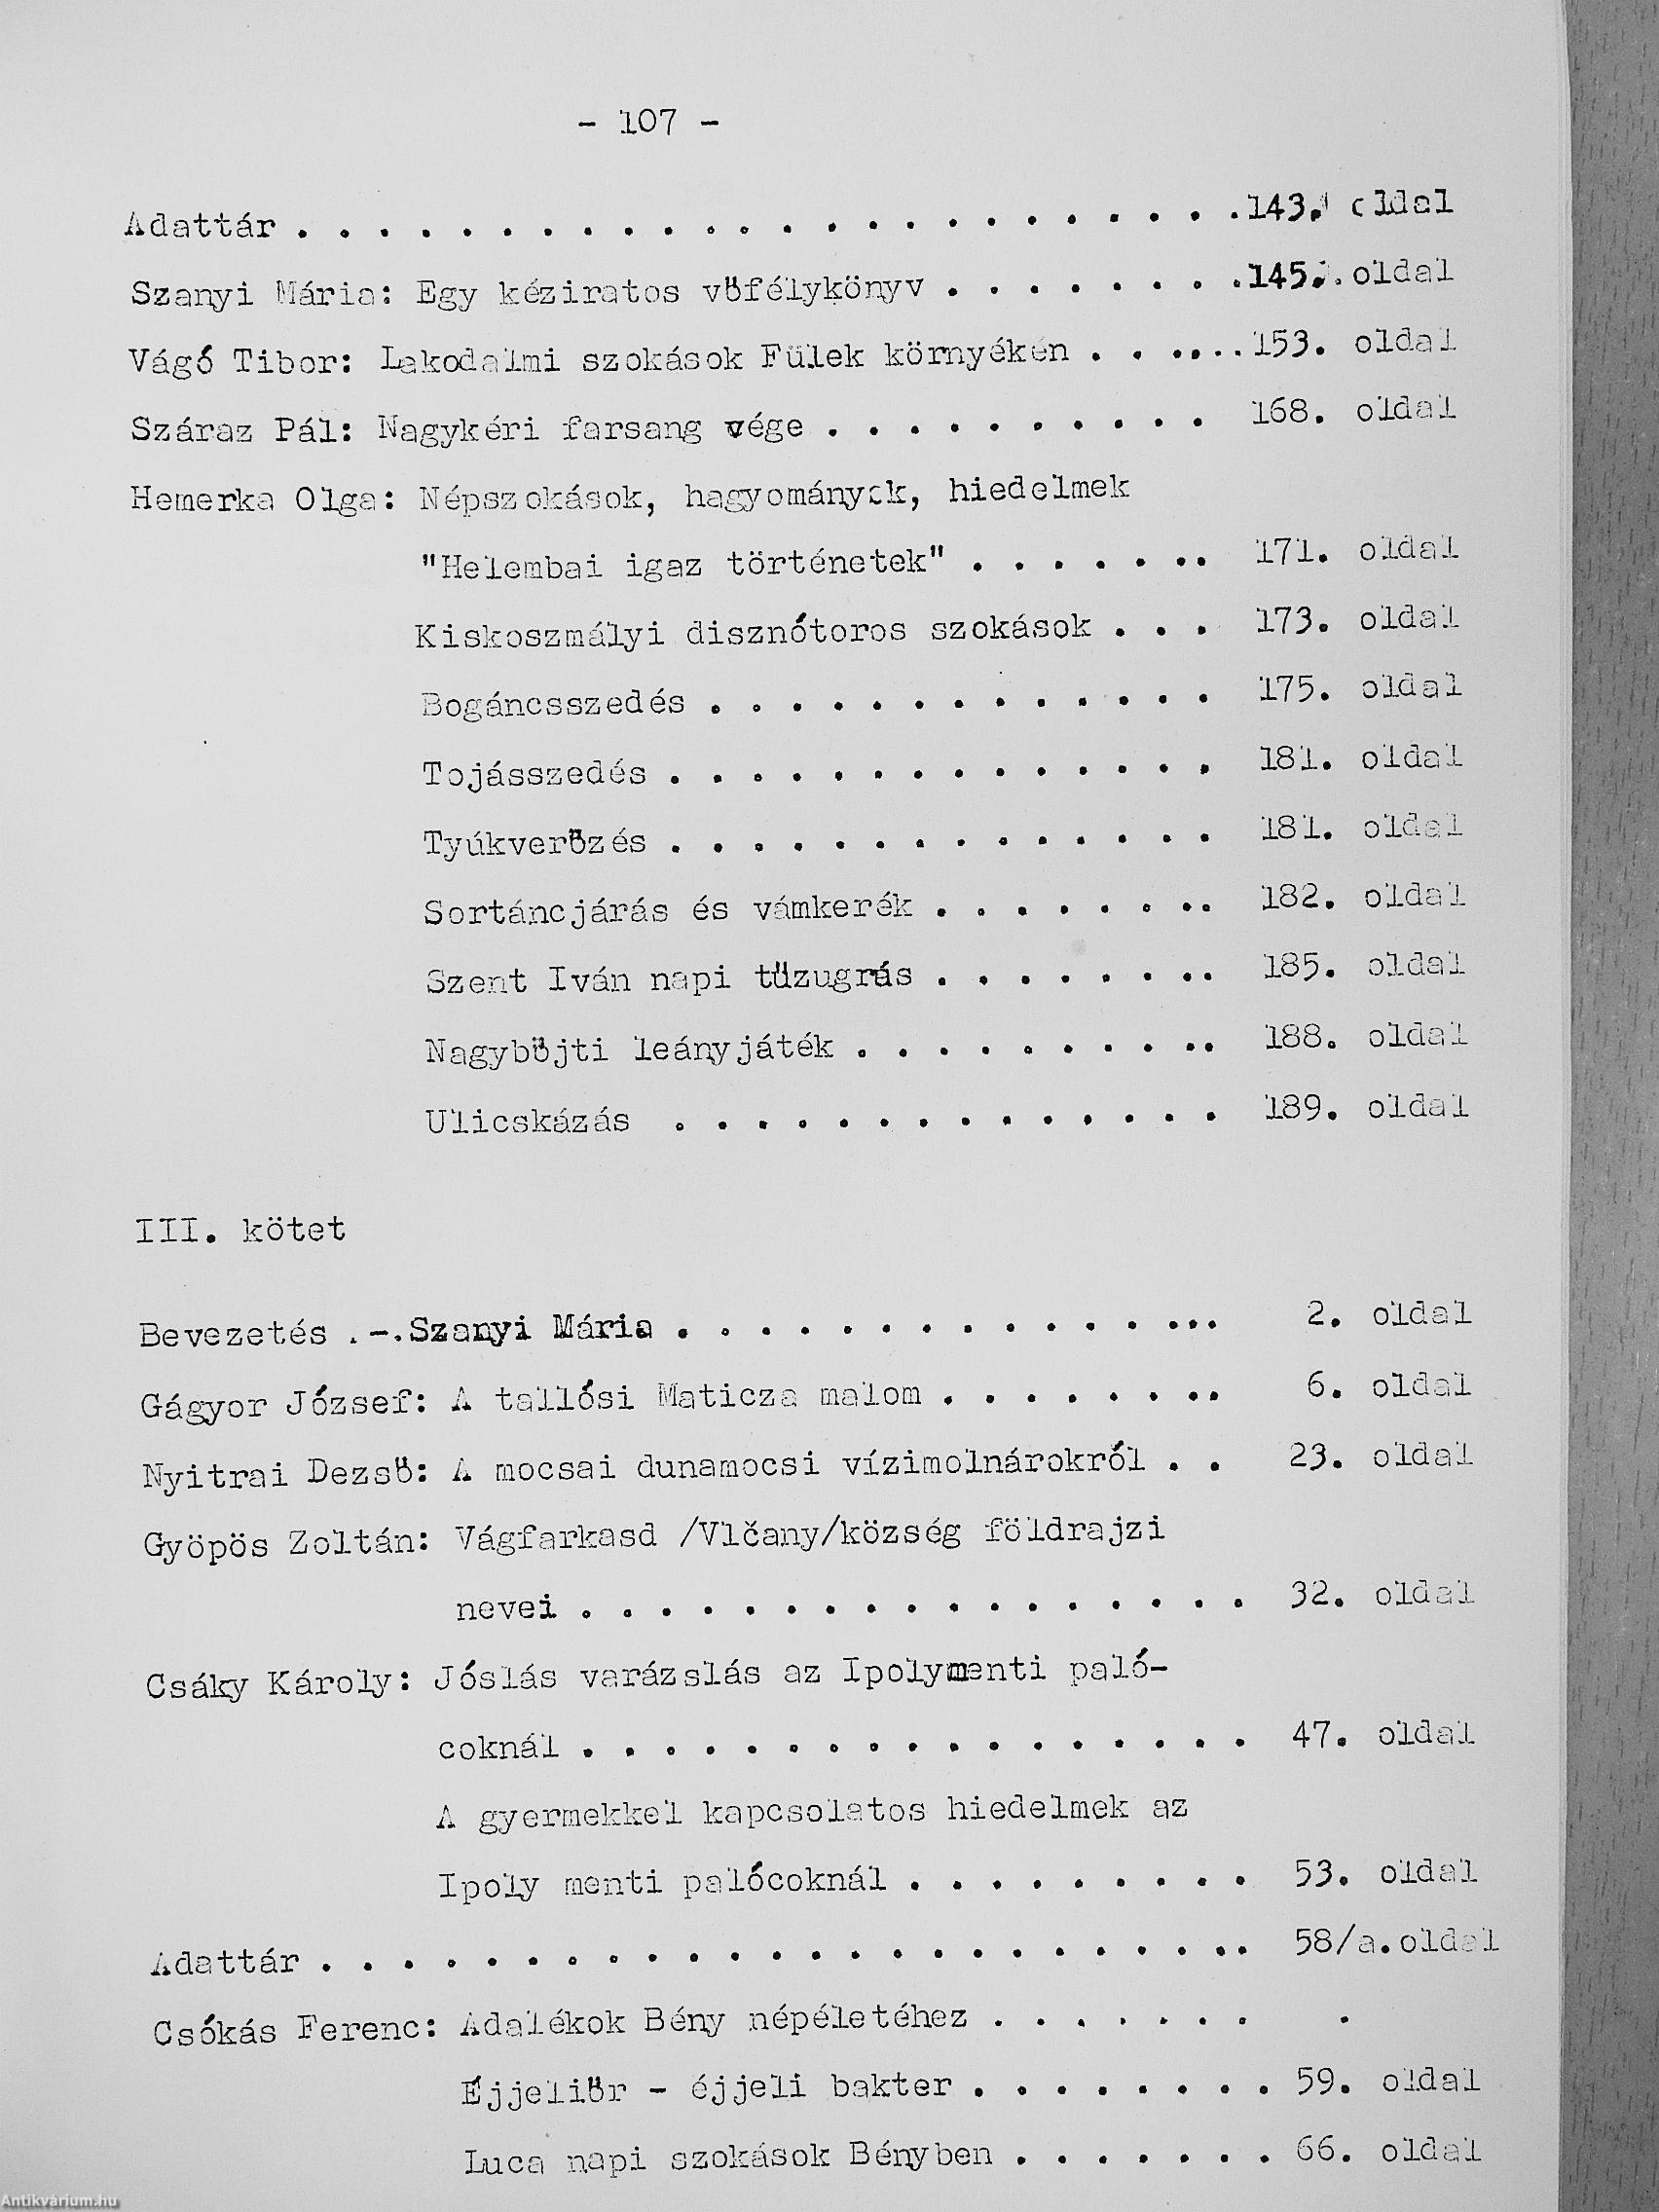 - 107 -
Adattár . . . . . . . . . . . . . . . . . . . . . . . .143. oldal
Szanyi Mária: Egy kéziratos vőfélykönyv . . . . . . . .145. oldal
Vágó Tibor: Lakodalmi szokások Fülek környékén . . .....153. oldal
Száraz Pál: Nagykéri farsang vége . . . . . . . . . . 168. oldal
Hemerka Olga: Népszokások, hagyományok, hiedelmek
"Helembai igaz történetek" . . . . . .. 171. oldal
Kiskoszmályi disznótoros szokások . . . 173. oldal
Bogáncsszedés . . . . . . . . . . . . . 175. oldal
Tojásszedés . . . . . . . . . . . . . . 181. oldal
Tyúkverőzés . . . . . . . . . . . . . . 181. oldal
Sortáncjárás és vámkerék . . . . . . .. 182. oldal
Szent Iván napi tűzugrás . . . . . . .. 185. oldal
Nagybőjti leányjáték . . . . . . . . .. 188. oldal
Ulicskázás . . . . . . . . . . . . . . 189. oldal
III. kötet
Bevezetés .-.Szanyi Mária . . . . . . . . . . . . ... 2. oldal
Gágyor József: A tallósi Maticza malom . . . . . . .. 6. oldal
Nyitrai Dezső: A mocsai dunamocsi vízimolnárokról . . 23. oldal
Gyöpös Zoltán: Vágfarkasd /Vlčany/község földrajzi
nevei . . . . . . . . . . . . . . . . . 32. oldal
Csáky Károly: Jóslás varázslás az Ipolymenti paló-
coknál . . . . . . . . . . . . . . . . . 47. oldal
A gyermekkel kapcsolatos hiedelmek az
Ipoly menti palócoknál . . . . . . . . . 53. oldal
Adattár . . . . . . . . . . . . . . . . . . . . . . .. 58/a.oldal
Csókás Ferenc: Adalékok Bény népéletéhez . . . . . . . .
Éjjeliőr - éjjeli bakter . . . . . . . . 59. oldal
Luca napi szokások Bényben . . . . . . . 66. oldal
Antikvárium.hu